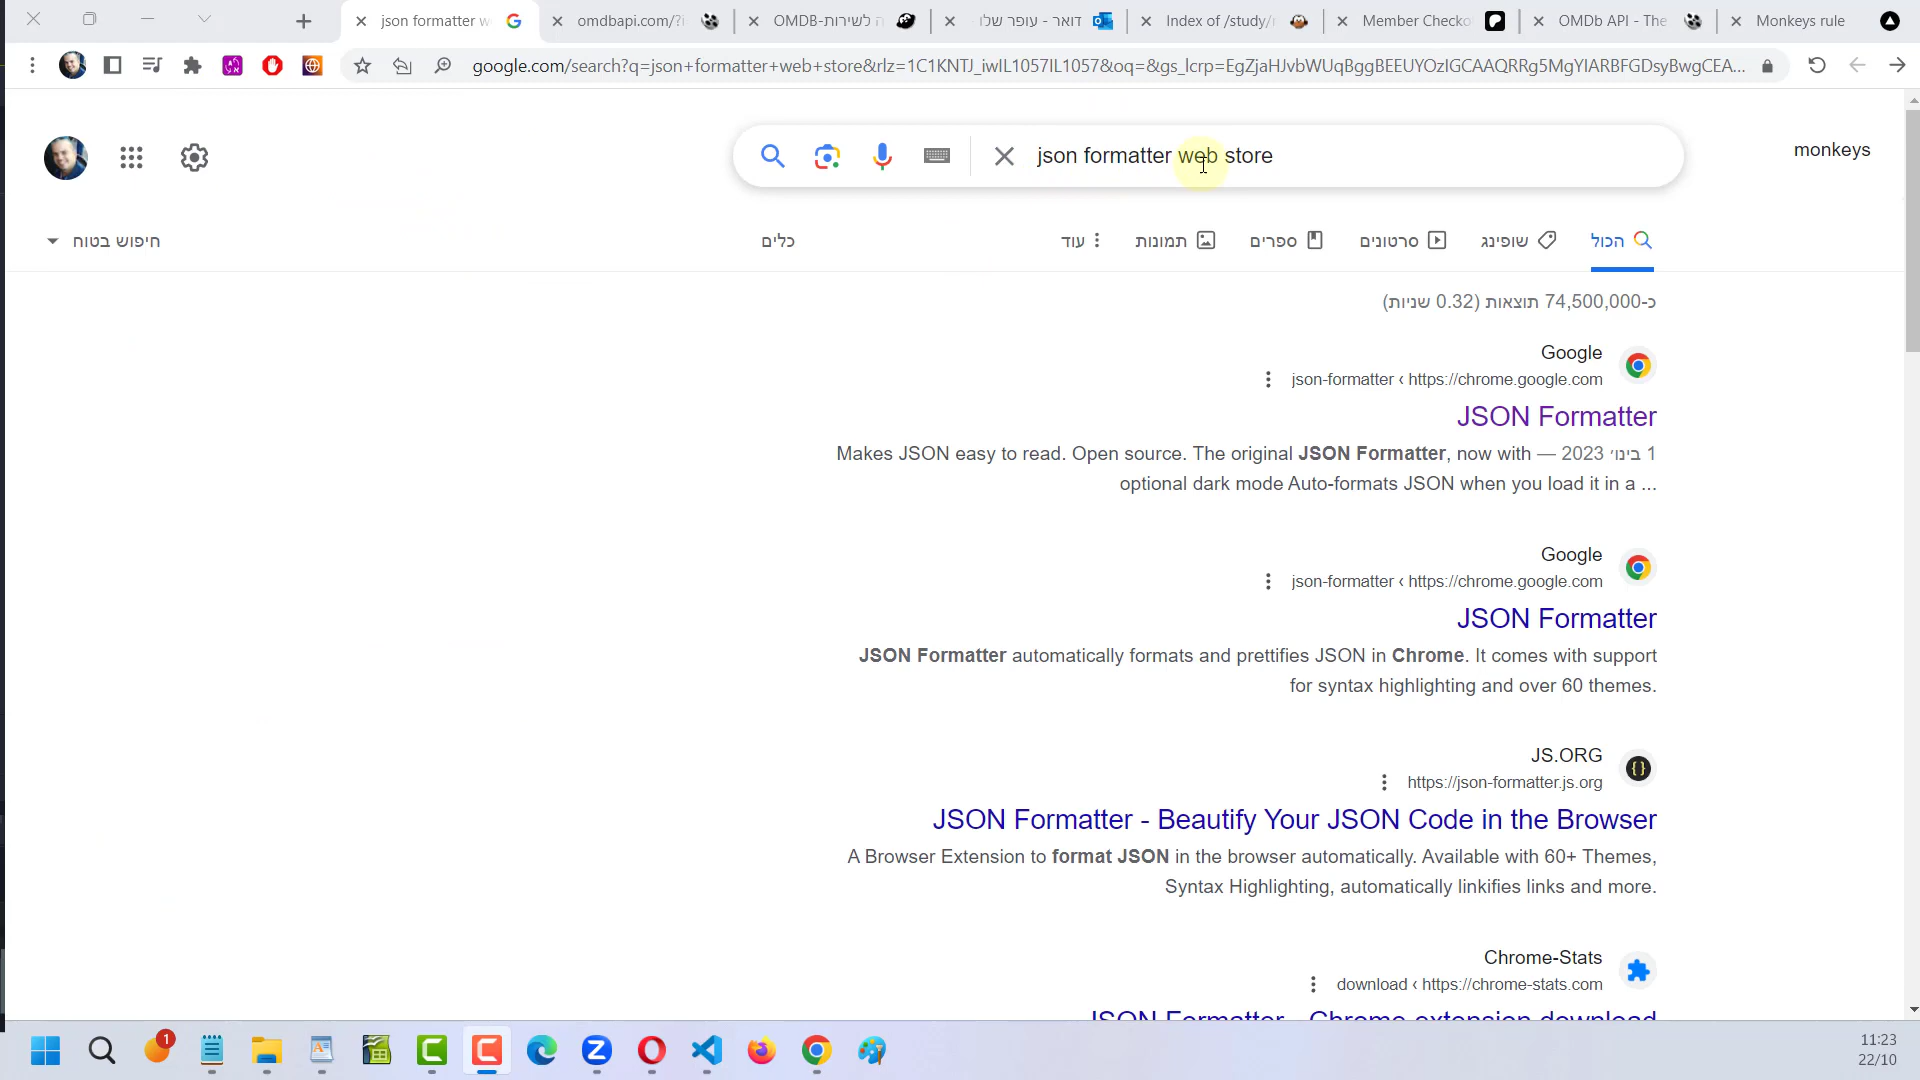 json formatter w
omdbapi.com/?i
OMDB-ה לשירות
דואר - עופר שלו
Index of /study/
Member Checko
OMDb API - The
Monkeys rule
google.com/search?q=json+formatter+web+store&rlz=1C1KNTJ_iwIL1057IL1057&oq=&gs_lcrp=EgZjaHJvbWUqBggBEEUYOzIGCAAQRRg5MgYIARBFGDsyBwgCEA...
json formatter web store
monkeys
הכול
שופינג
סרטונים
ספרים
תמונות
עוד
כלים
חיפוש בטוח
כ-74,500,000 תוצאות (0.32 שניות)
Google
https://chrome.google.com › json-formatter
JSON Formatter
1 בינו׳ 2023 — Makes JSON easy to read. Open source. The original JSON Formatter, now with
optional dark mode Auto-formats JSON when you load it in a ...
Google
https://chrome.google.com › json-formatter
JSON Formatter
JSON Formatter automatically formats and prettifies JSON in Chrome. It comes with support
for syntax highlighting and over 60 themes.
JS.ORG
https://json-formatter.js.org
JSON Formatter - Beautify Your JSON Code in the Browser
A Browser Extension to format JSON in the browser automatically. Available with 60+ Themes,
Syntax Highlighting, automatically linkifies links and more.
Chrome-Stats
https://chrome-stats.com › download
JSON Formatter - Chrome extension download
1
11:23
22/10